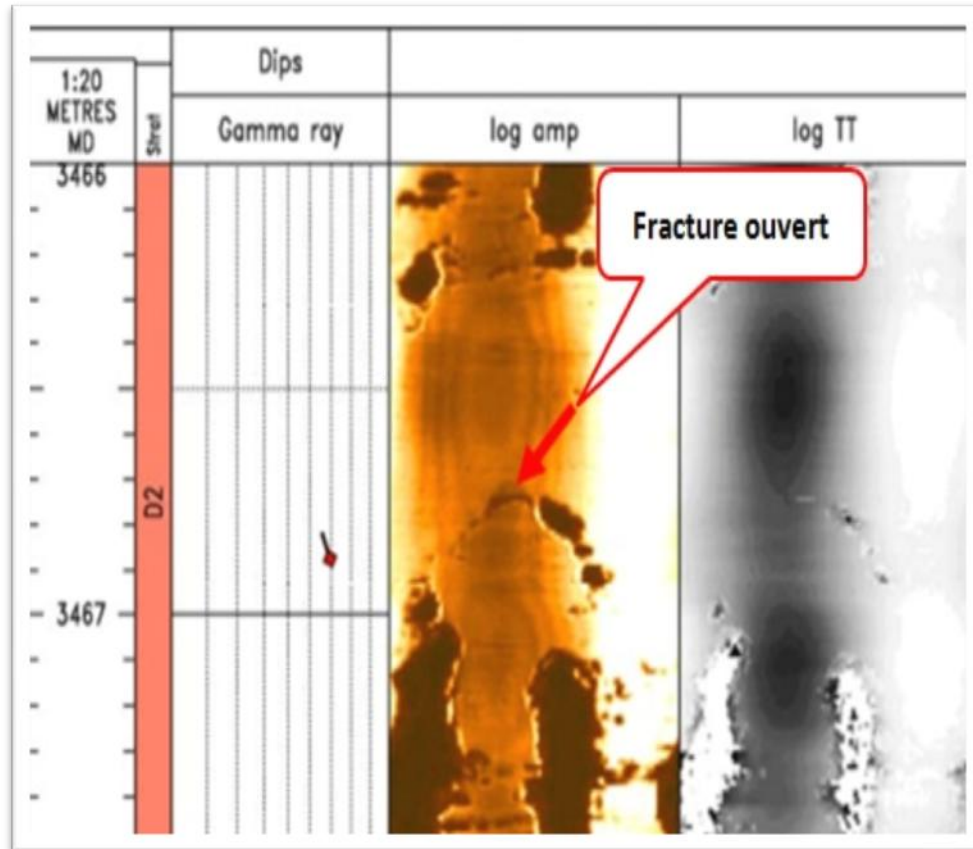 Dips
1:20
METRES
MD
Strat
Gamma ray
log amp
log TT
3466
Fracture ouvert
D2
3467